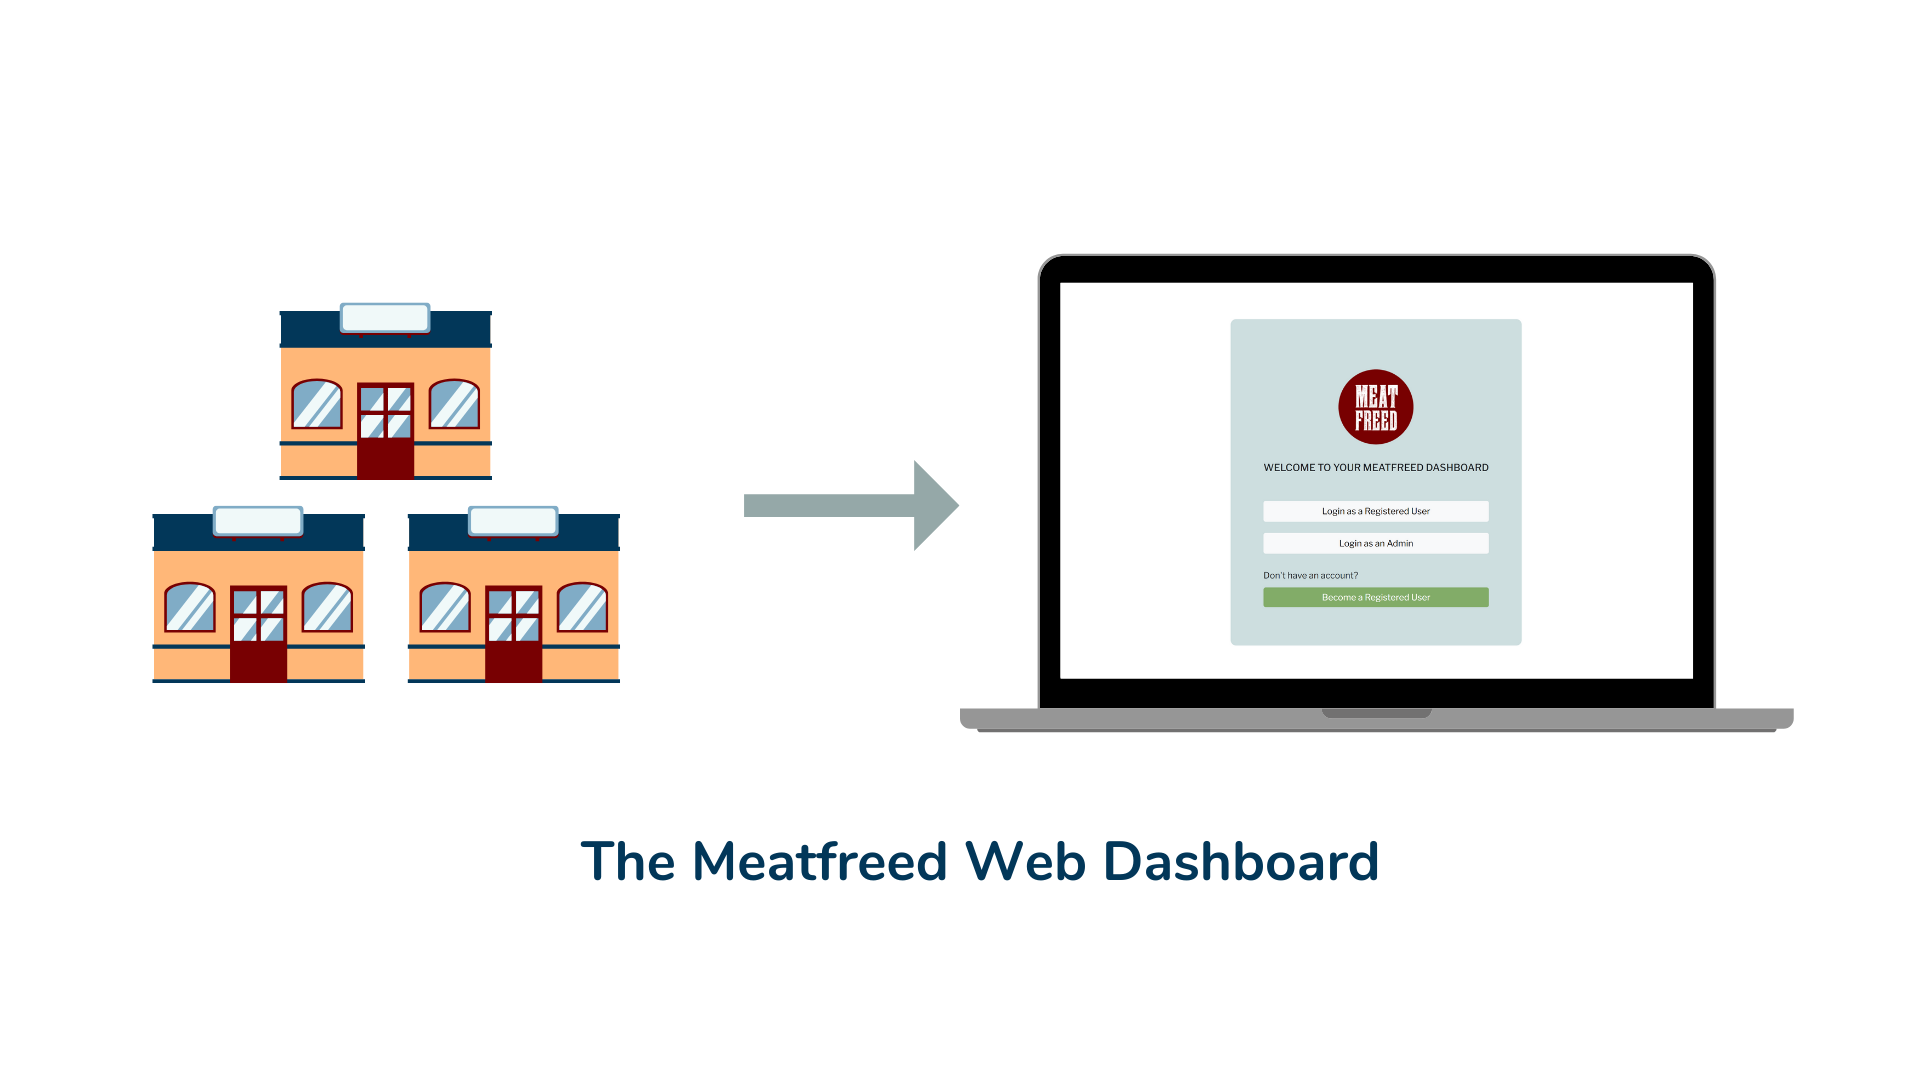 MEAT
FREED
WELCOME TO YOUR MEATFREED DASHBOARD
Login as a Registered User
Login as an Admin
Don't have an account?
Become a Registered User
The Meatfreed Web Dashboard